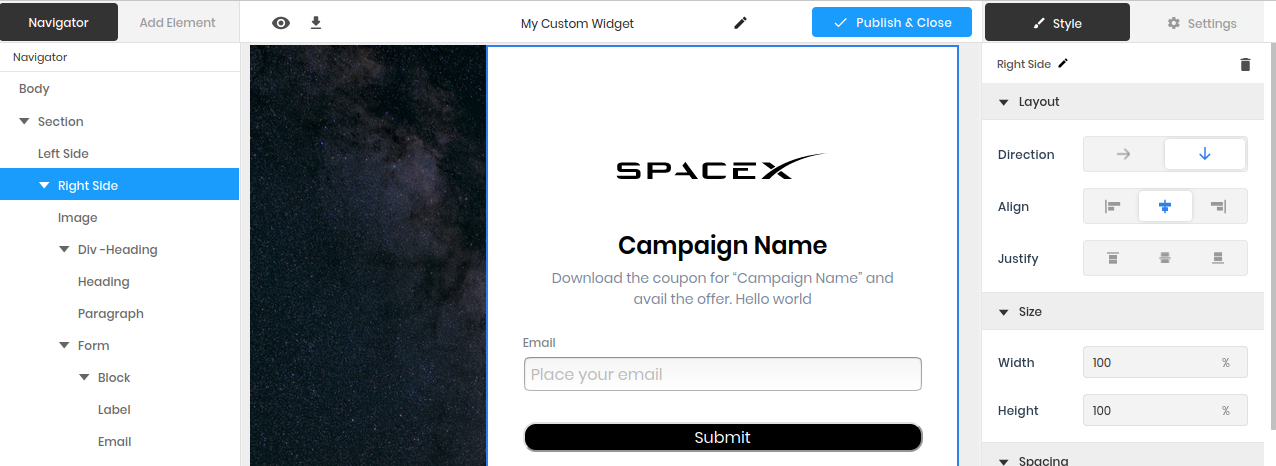 Navigator
Add Element
My Custom Widget
Publish & Close
Style
Settings
Navigator
Body
Section
Left Side
Right Side
Image
Div -Heading
Heading
Paragraph
Form
Block
Label
Email
SPACEX
Campaign Name
Download the coupon for “Campaign Name” and
avail the offer. Hello world
Email
Place your email
Submit
Right Side
Layout
Direction
Align
Justify
Size
Width
100
%
Height
100
%
Spacing